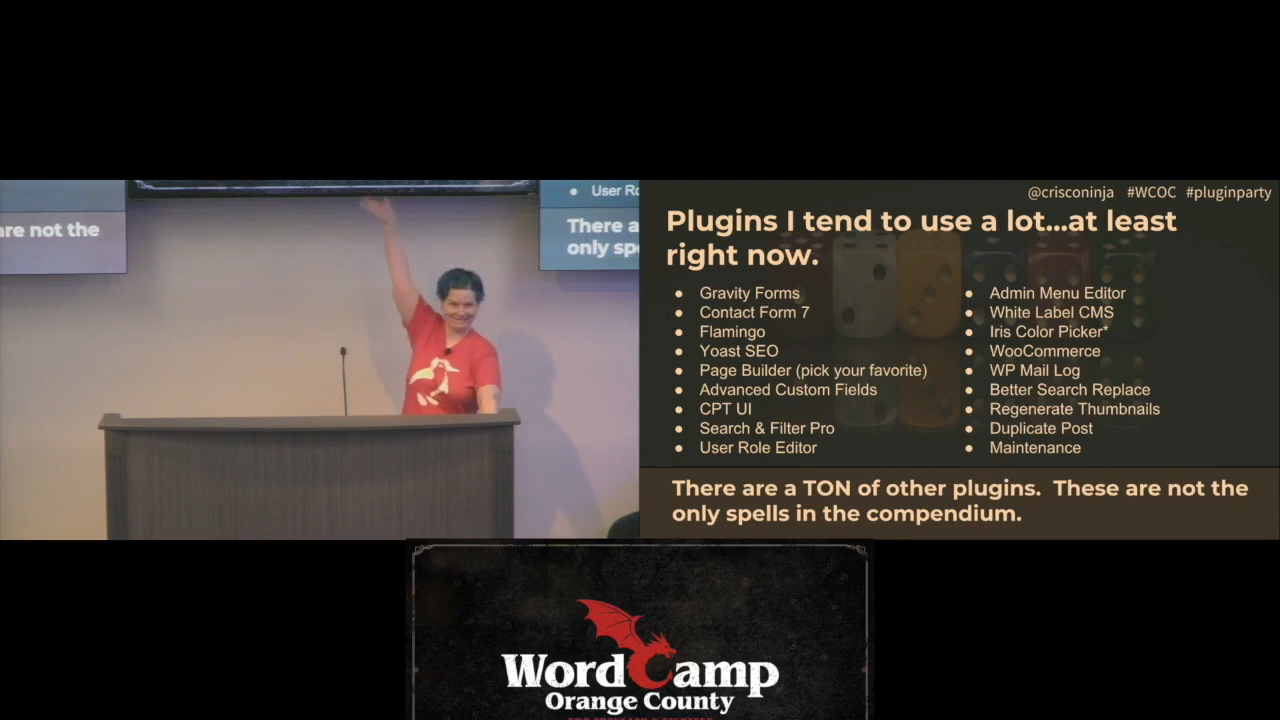 are not the
User Ro
There a
only spe
@crisconinja #WCOC #pluginparty
Plugins I tend to use a lot...at least
right now.
Gravity Forms
Contact Form 7
Flamingo
Yoast SEO
Page Builder (pick your favorite)
Advanced Custom Fields
CPT UI
Search & Filter Pro
User Role Editor
Admin Menu Editor
White Label CMS
Iris Color Picker*
WooCommerce
WP Mail Log
Better Search Replace
Regenerate Thumbnails
Duplicate Post
Maintenance
There are a TON of other plugins. These are not the
only spells in the compendium.
WordCamp
Orange County